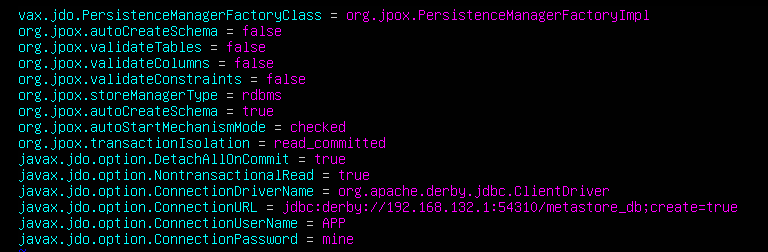 vax.jdo.PersistenceManagerFactoryClass = org.jpox.PersistenceManagerFactoryImpl
org.jpox.autoCreateSchema = false
org.jpox.validateTables = false
org.jpox.validateColumns = false
org.jpox.validateConstraints = false
org.jpox.storeManagerType = rdbms
org.jpox.autoCreateSchema = true
org.jpox.autoStartMechanismMode = checked
org.jpox.transactionIsolation = read_committed
javax.jdo.option.DetachAllOnCommit = true
javax.jdo.option.NontransactionalRead = true
javax.jdo.option.ConnectionDriverName = org.apache.derby.jdbc.ClientDriver
javax.jdo.option.ConnectionURL = jdbc:derby://192.168.132.1:54310/metastore_db;create=true
javax.jdo.option.ConnectionUserName = APP
javax.jdo.option.ConnectionPassword = mine